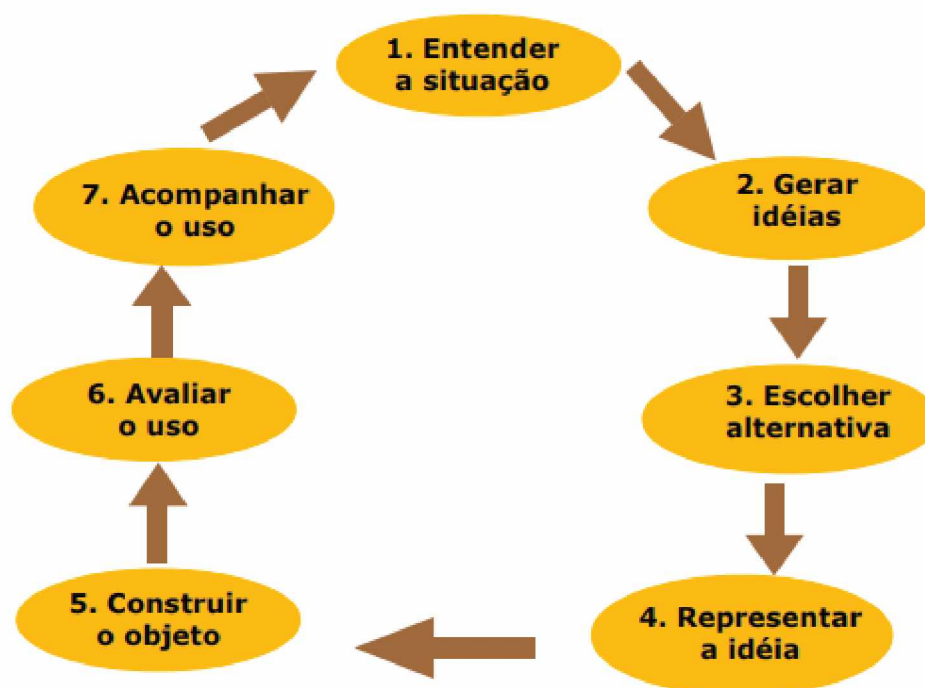 1. Entender
a situação
2. Gerar
idéias
3. Escolher
alternativa
4. Representar
a idéia
5. Construir
o objeto
6. Avaliar
o uso
7. Acompanhar
o uso